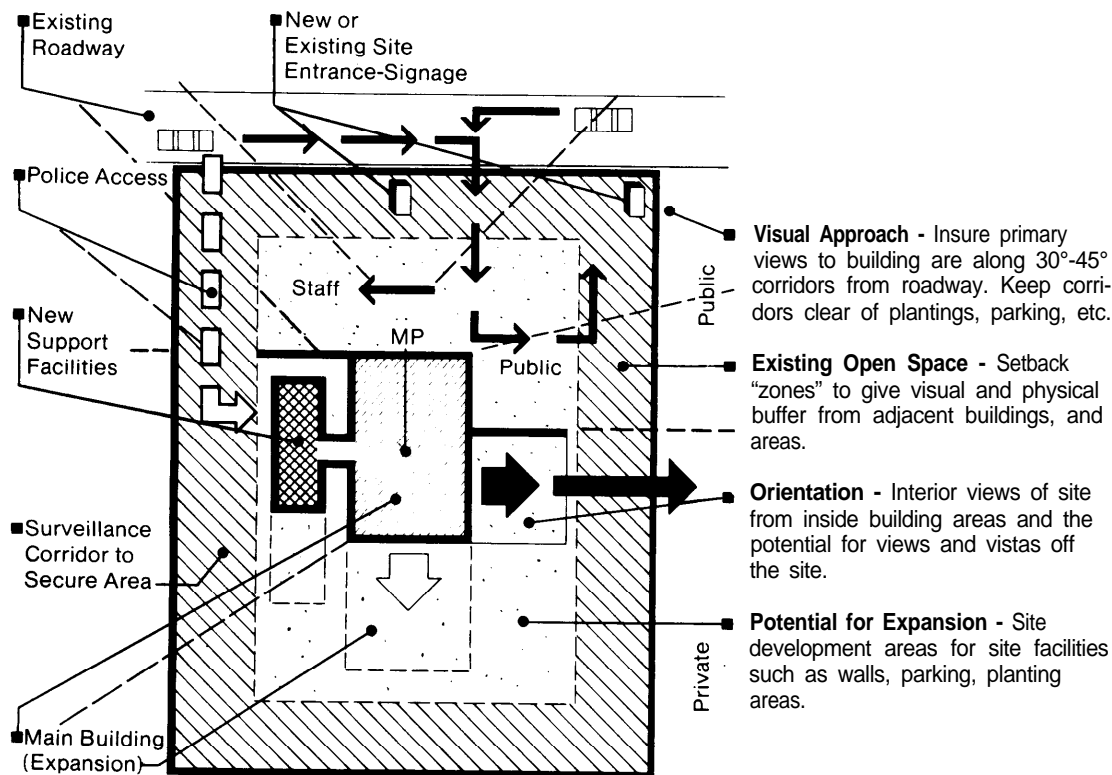 ■Existing
Roadway
■New or
Existing Site
Entrance-Signage
■Police Access
■New
Support
Facilities
■Surveillance
Corridor to
Secure Area
■Main Building
(Expansion)
Staff
MP
Public
Public
Private
■ Visual Approach - Insure primary
views to building are along 30°-45°
corridors from roadway. Keep corri-
dors clear of plantings, parking, etc.
■ Existing Open Space - Setback
“zones” to give visual and physical
buffer from adjacent buildings, and
areas.
■ Orientation - Interior views of site
from inside building areas and the
potential for views and vistas off
the site.
■ Potential for Expansion - Site
development areas for site facilities
such as walls, parking, planting
areas.